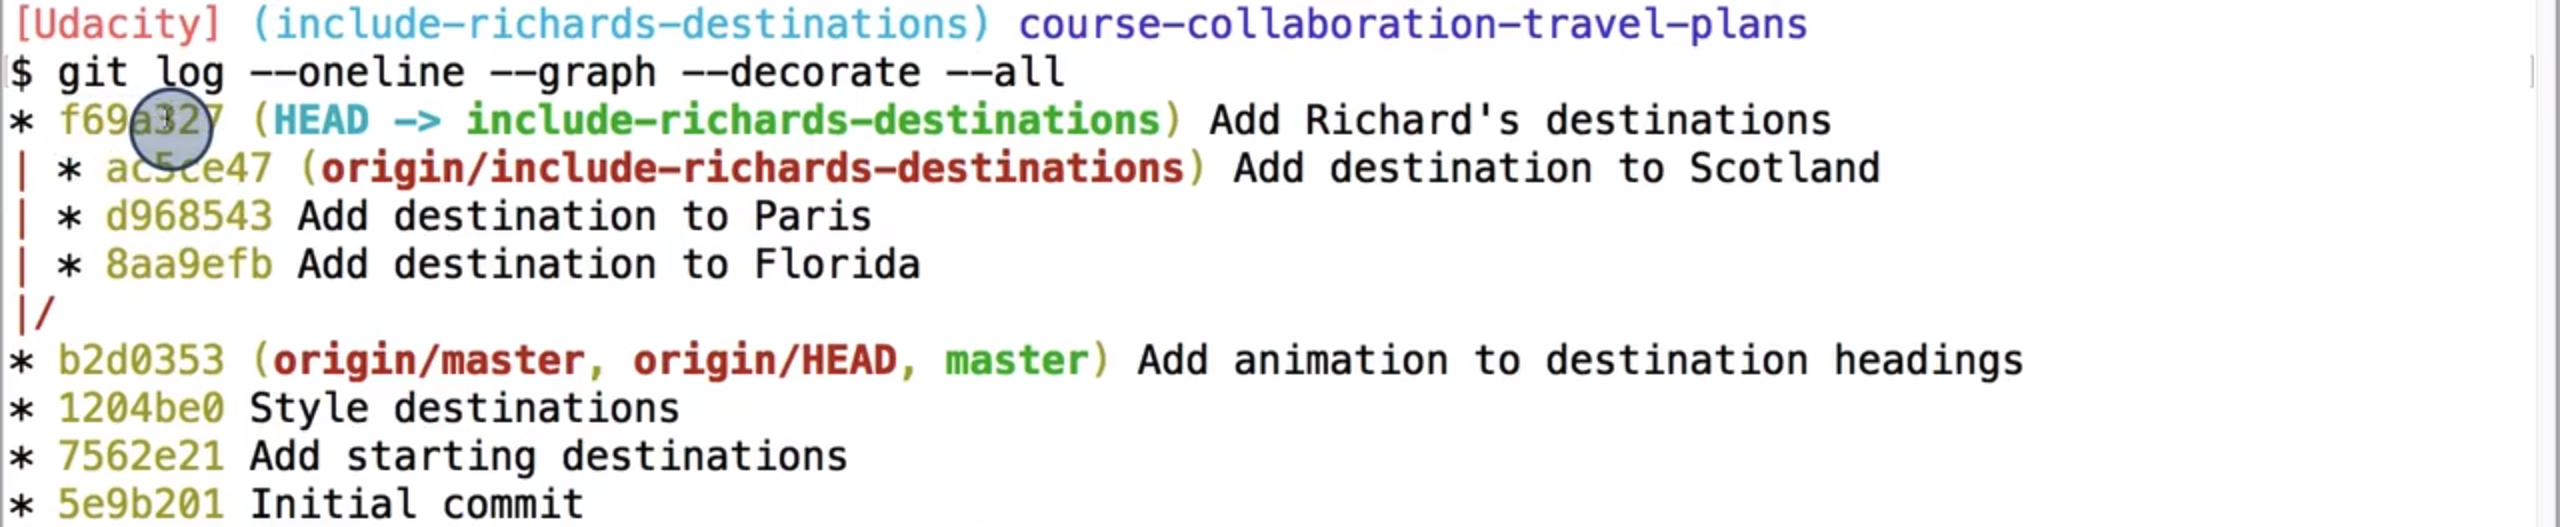 [Udacity] (include-richards-destinations) course-collaboration-travel-plans
$ git log --oneline --graph --decorate --all
* f69a327 (HEAD -> include-richards-destinations) Add Richard's destinations
| * ac5ce47 (origin/include-richards-destinations) Add destination to Scotland
| * d968543 Add destination to Paris
| * 8aa9efb Add destination to Florida
|/
* b2d0353 (origin/master, origin/HEAD, master) Add animation to destination headings
* 1204be0 Style destinations
* 7562e21 Add starting destinations
* 5e9b201 Initial commit